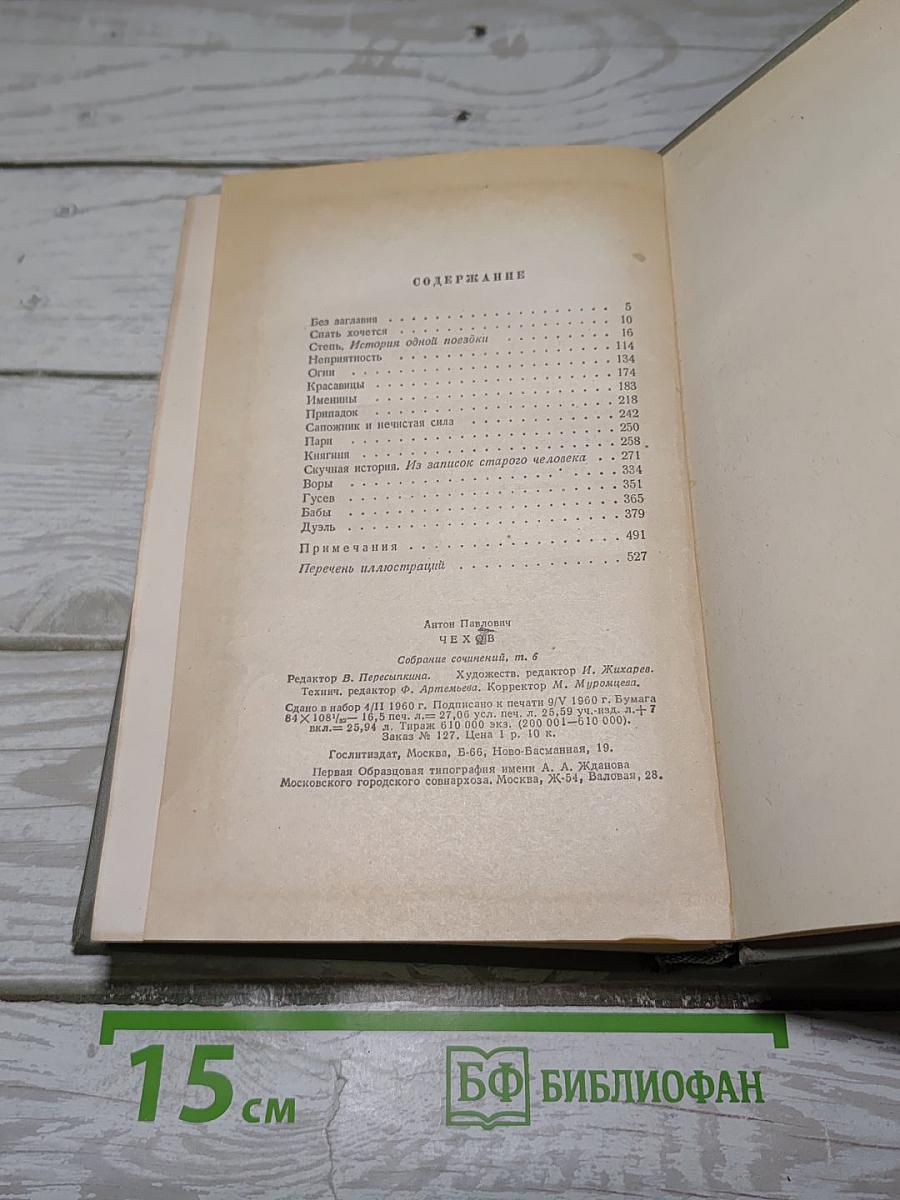 СОДЕРЖАНИЕ
Без заглавия . . . . . . . . . . . . . . . . . . 5
Спать хочется . . . . . . . . . . . . . . . . . 10
Степь. История одной поездки . . . . . . . . 16
Неприятность . . . . . . . . . . . . . . . . . 114
Огни . . . . . . . . . . . . . . . . . . . . . 134
Красавицы . . . . . . . . . . . . . . . . . . 174
Именины . . . . . . . . . . . . . . . . . . . 183
Припадок . . . . . . . . . . . . . . . . . . . 218
Сапожник и нечистая сила . . . . . . . . . . 242
Пари . . . . . . . . . . . . . . . . . . . . . 250
Княгиня . . . . . . . . . . . . . . . . . . . 258
Скучная история. Из записок старого человека . . 271
Воры . . . . . . . . . . . . . . . . . . . . . 334
Гусев . . . . . . . . . . . . . . . . . . . . 351
Бабы . . . . . . . . . . . . . . . . . . . . . 365
Дуэль . . . . . . . . . . . . . . . . . . . . 379
Примечания . . . . . . . . . . . . . . . . . 491
Перечень иллюстраций . . . . . . . . . . . . 527
Антон Павлович
ЧЕХОВ
Собрание сочинений, т. 6
Редактор В. Пересыпкина. Художеств. редактор И. Жихарев.
Технич. редактор Ф. Артемьева. Корректор М. Муромцева.
Сдано в набор 4/II 1960 г. Подписано к печати 9/V 1960 г. Бумага
84×108 1/32 — 16,5 печ. л.= 27,06 усл. печ. л. 25,59 уч.-изд. л.+ 7
вкл.= 25,94 л. Тираж 610 000 экз. (200 001—610 000).
Заказ № 127. Цена 1 р. 10 к.
Гослитиздат, Москва, Б-66, Ново-Басманная, 19.
Первая Образцовая типография имени А. А. Жданова
Московского городского совнархоза. Москва, Ж-54, Валовая, 28.
15 см
БФ БИБЛИОФАН